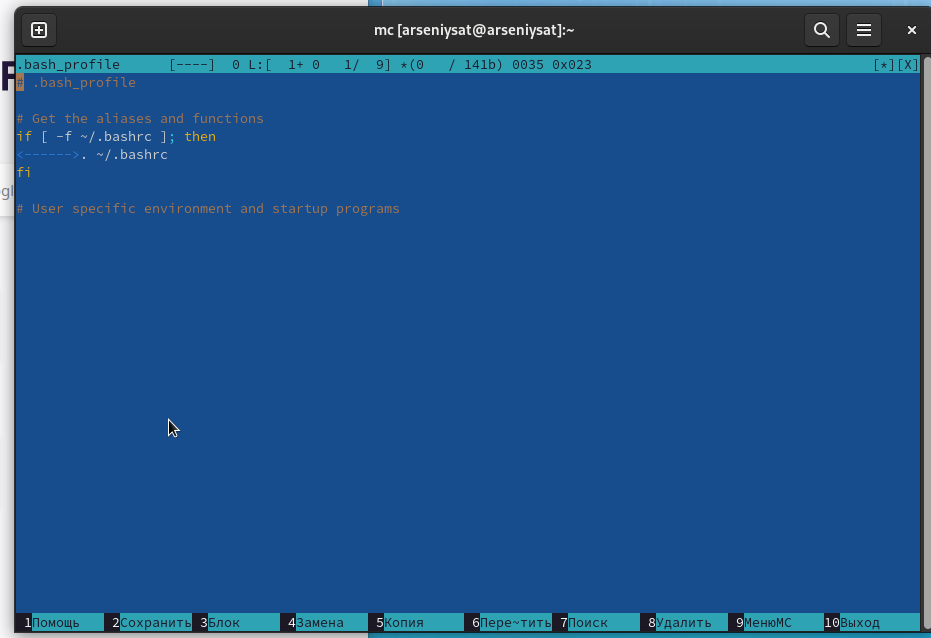 mc [arseniysat@arseniysat]:~
.bash_profile      [----]  0 L:[  1+ 0   1/  9] *(0   / 141b) 0035 0x023                                   [*][X]
# .bash_profile
# Get the aliases and functions
if [ -f ~/.bashrc ]; then
<------>. ~/.bashrc
fi
# User specific environment and startup programs
1Помощь 2Сохранить 3Блок 4Замена 5Копия 6Пере~тить 7Поиск 8Удалить 9МенюMC 10Выход